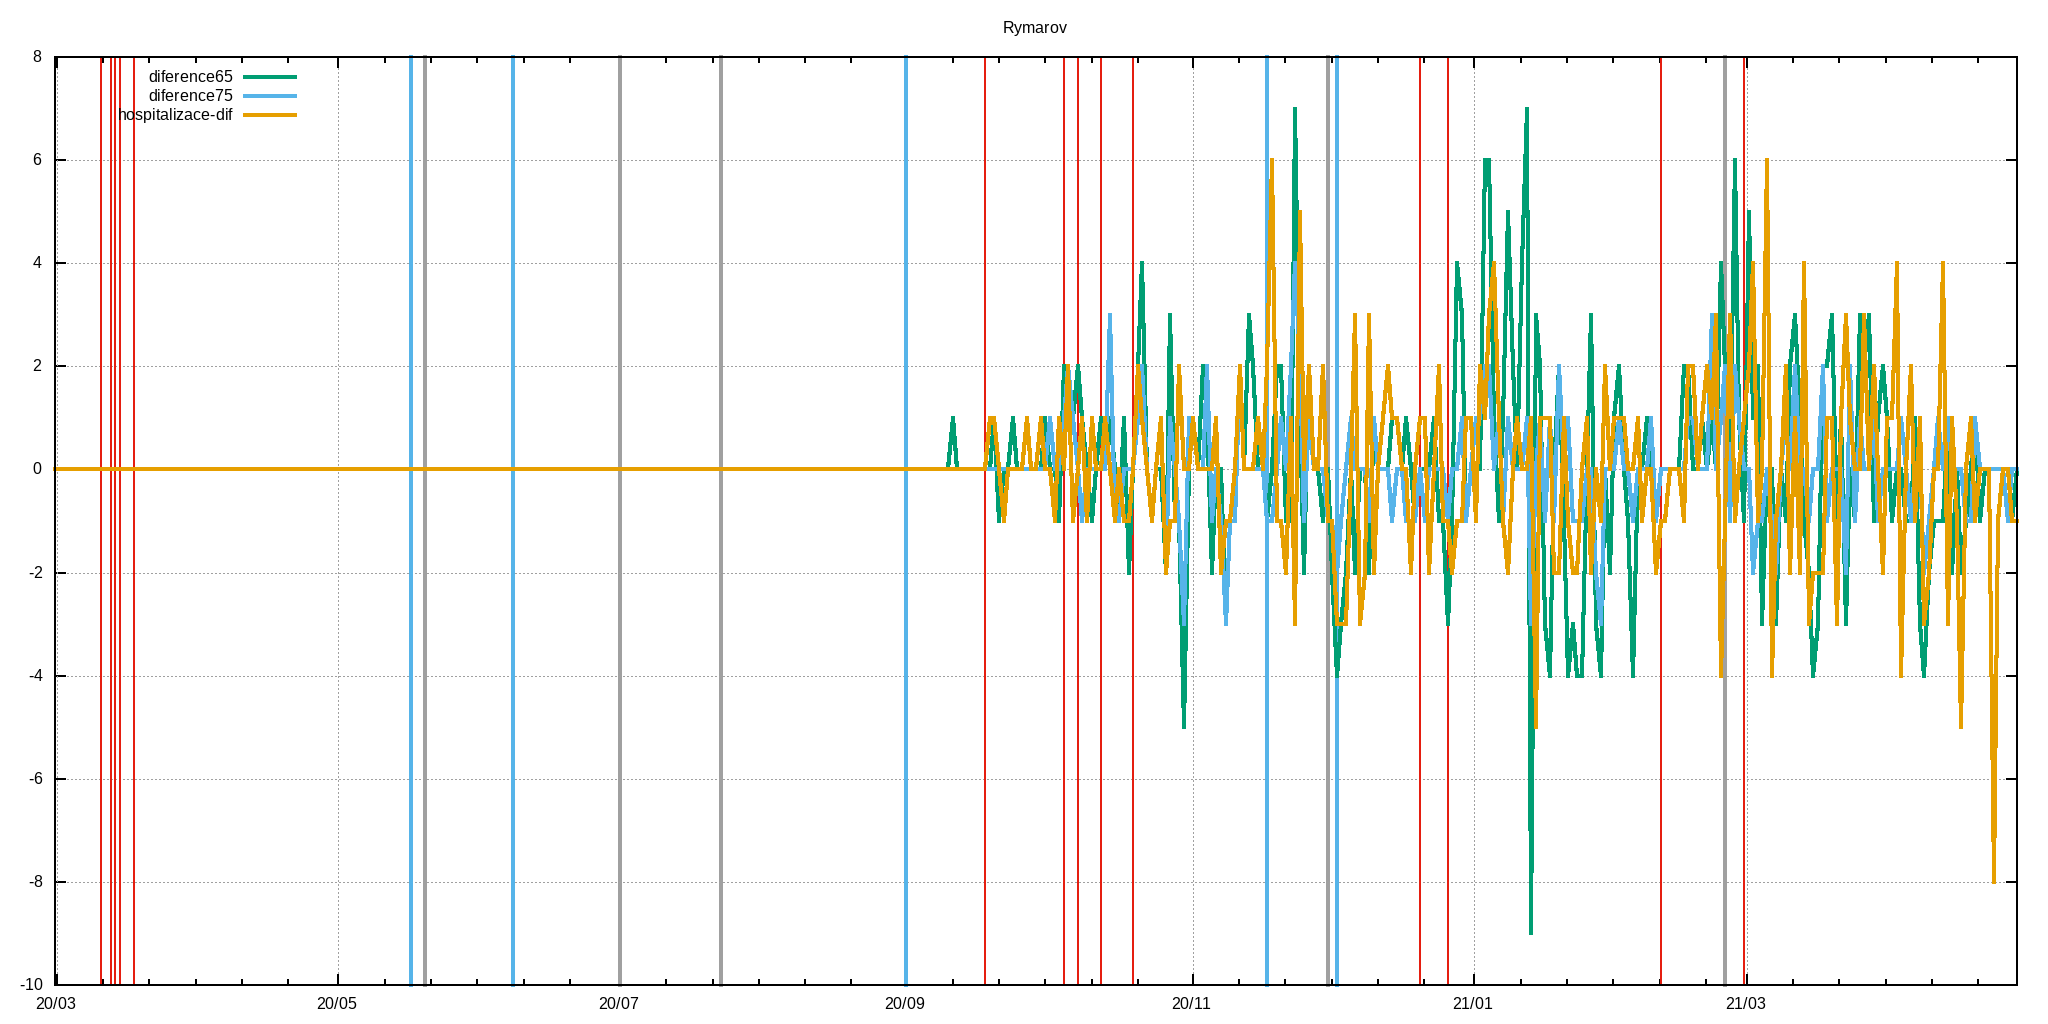 Rymarov
diference65
diference75
hospitalizace-dif
8
6
4
2
0
-2
-4
-6
-8
-10
20/03 20/05 20/07 20/09 20/11 21/01 21/03